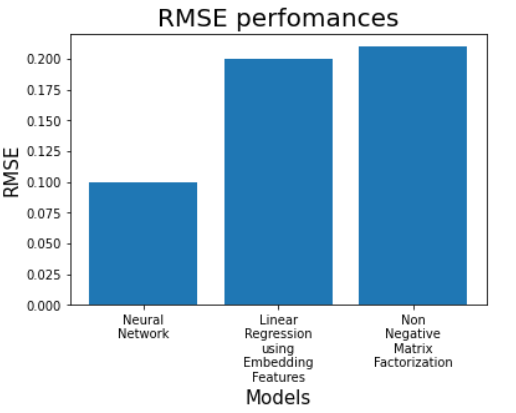 RMSE perfomances
RMSE
0.200
0.175
0.150
0.125
0.100
0.075
0.050
0.025
0.000
Neural
Network
Linear
Regression
using
Embedding
Features
Non
Negative
Matrix
Factorization
Models